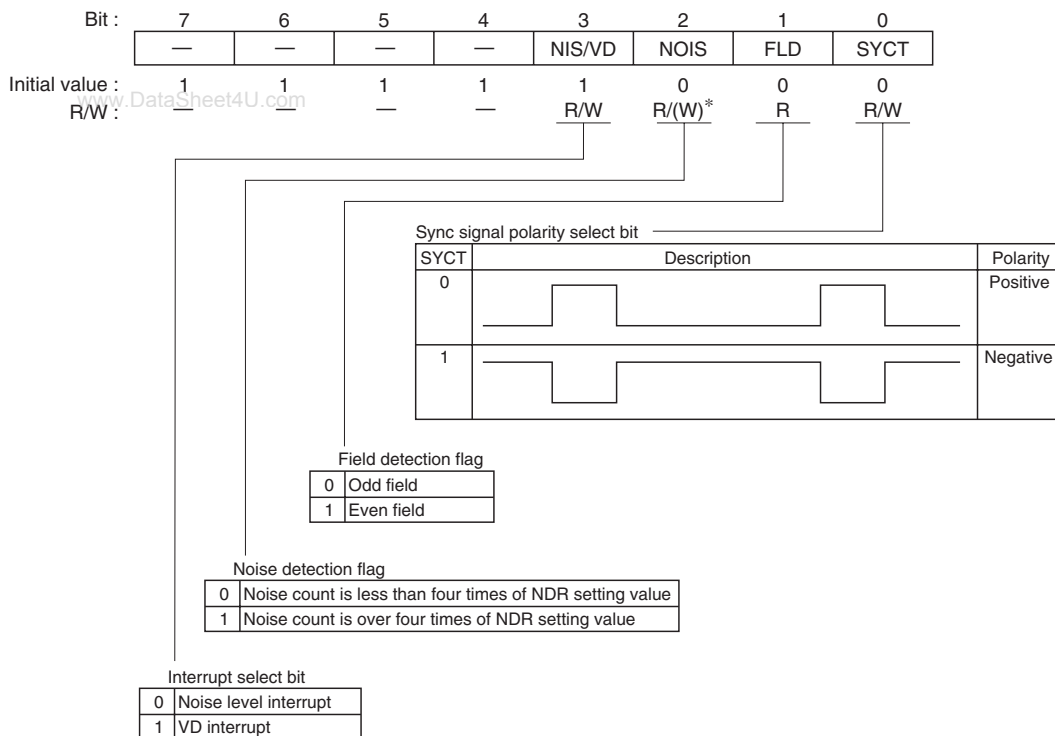 Bit : 7 6 5 4 3 2 1 0
— — — — NIS/VD NOIS FLD SYCT
Initial value : 1 1 1 1 1 0 0 0
www.DataSheet4U.com
R/W : — — — — R/W R/(W)* R R/W
Sync signal polarity select bit
SYCT Description Polarity
0 Positive
1 Negative
Field detection flag
0 Odd field
1 Even field
Noise detection flag
0 Noise count is less than four times of NDR setting value
1 Noise count is over four times of NDR setting value
Interrupt select bit
0 Noise level interrupt
1 VD interrupt